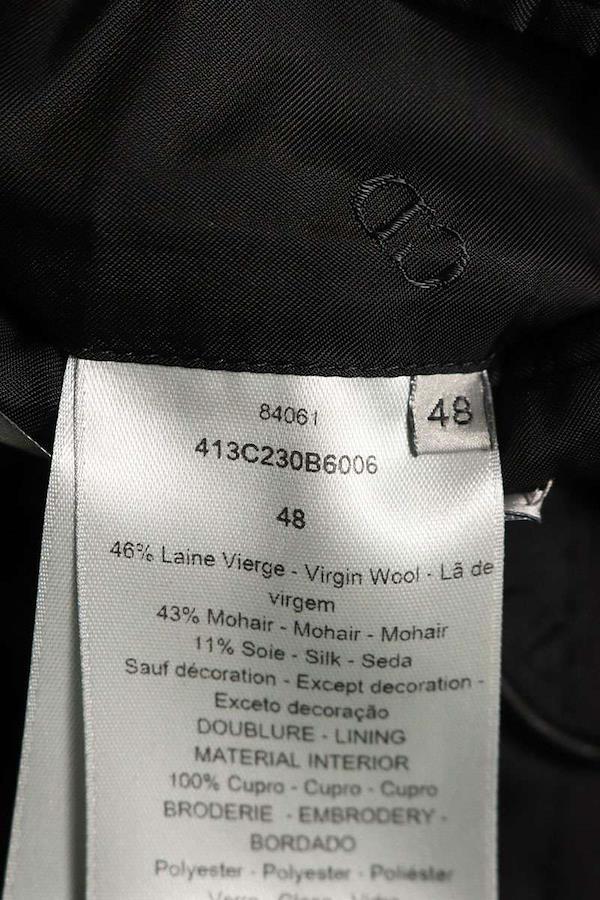 84061
48
413C230B6006
48
46% Laine Vierge - Virgin Wool - Lã de
virgem
43% Mohair - Mohair - Mohair
11% Soie - Silk - Seda
Sauf décoration - Except decoration -
Exceto decoração
DOUBLURE - LINING
MATERIAL INTERIOR
100% Cupro - Cupro - Cupro
BRODERIE - EMBRODERY -
BORDADO
Polyester - Polyester - Poliéster